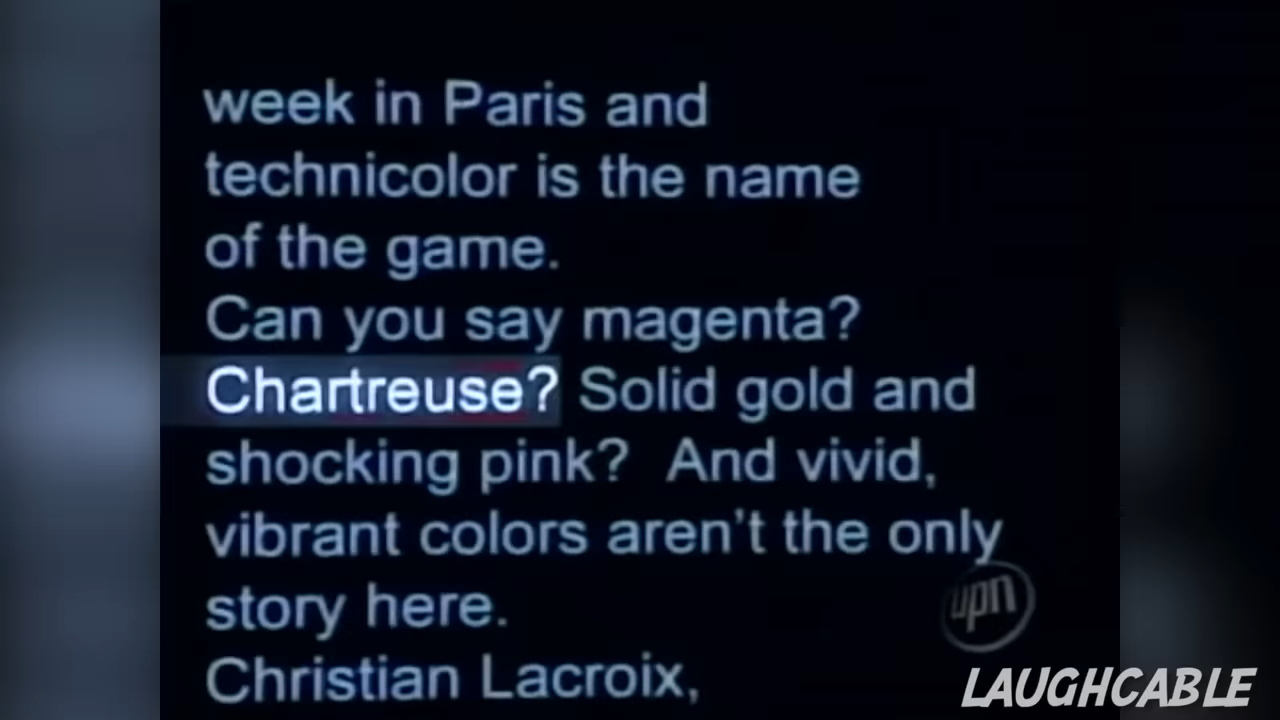 week in Paris and
technicolor is the name
of the game.
Can you say magenta?
Chartreuse? Solid gold and
shocking pink?  And vivid,
vibrant colors aren't the only
story here.
Christian Lacroix,
upn
LAUGHCABLE